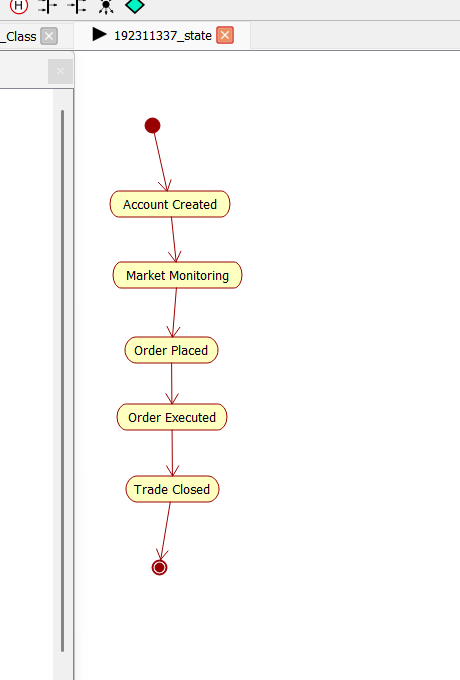 H
_Class
192311337_state
Account Created
Market Monitoring
Order Placed
Order Executed
Trade Closed